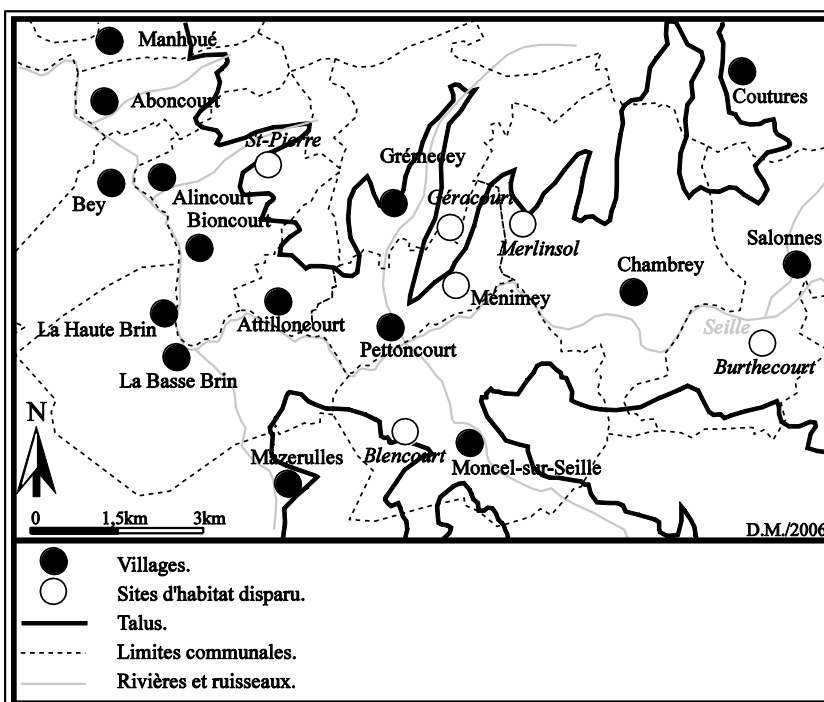 Manhoué
Aboncourt
Coutures
St-Pierre
Grémecey
Bey
Alincourt
Géracourt
Bioncourt
Merlinsol
Salonnes
Chambrey
Ménimey
La Haute Brin
Attilloncourt
Seille
Pettoncourt
Burthecourt
La Basse Brin
N
Mazerulles
Blencourt
Moncel-sur-Seille
0 1,5km 3km
D.M./2006
Villages.
Sites d'habitat disparu.
Talus.
Limites communales.
Rivières et ruisseaux.